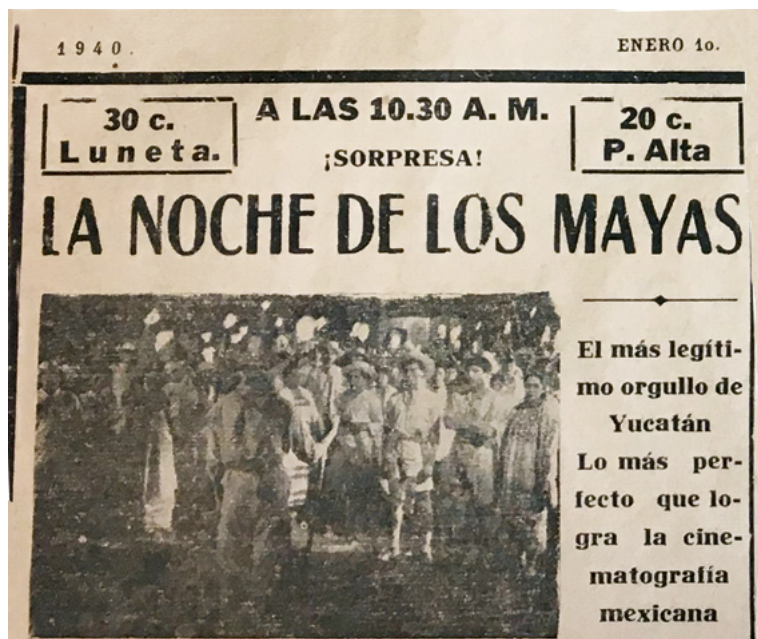 1940.
ENERO 1o.
30 c.
Luneta.
A LAS 10.30 A. M.
¡SORPRESA!
20 c.
P. Alta
LA NOCHE DE LOS MAYAS
El más legíti-
mo orgullo de
Yucatán
Lo más per-
fecto que lo-
gra la cine-
matografía
mexicana